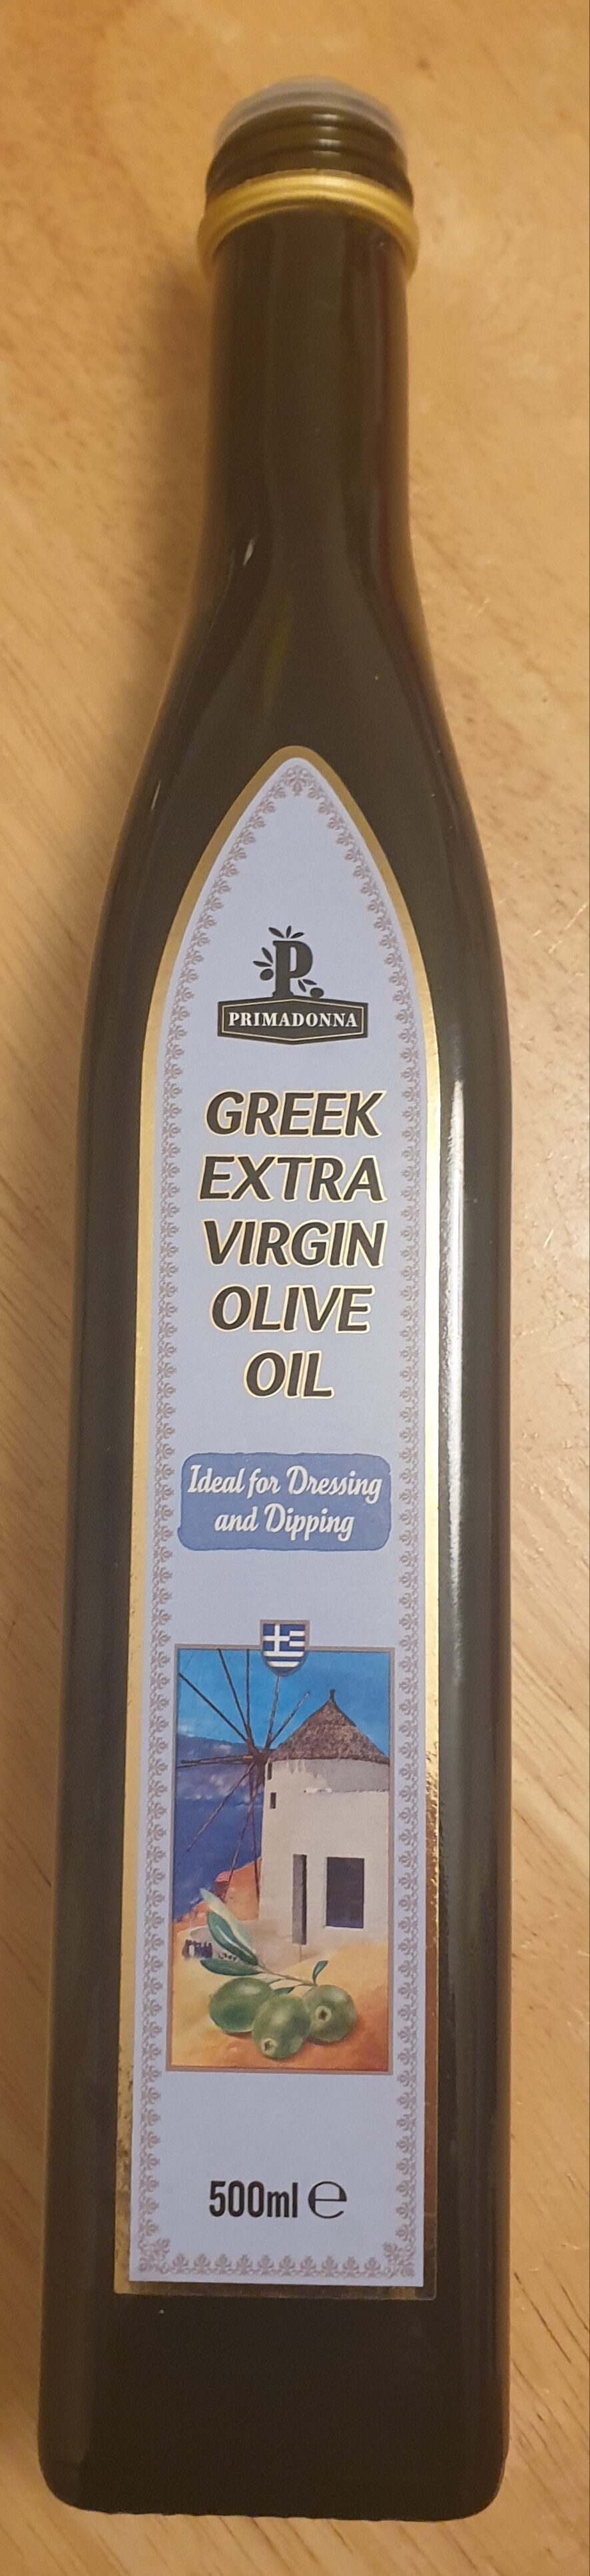 P
PRIMADONNA
GREEK
EXTRA
VIRGIN
OLIVE
OIL
Ideal for Dressing
and Dipping
500ml ℮